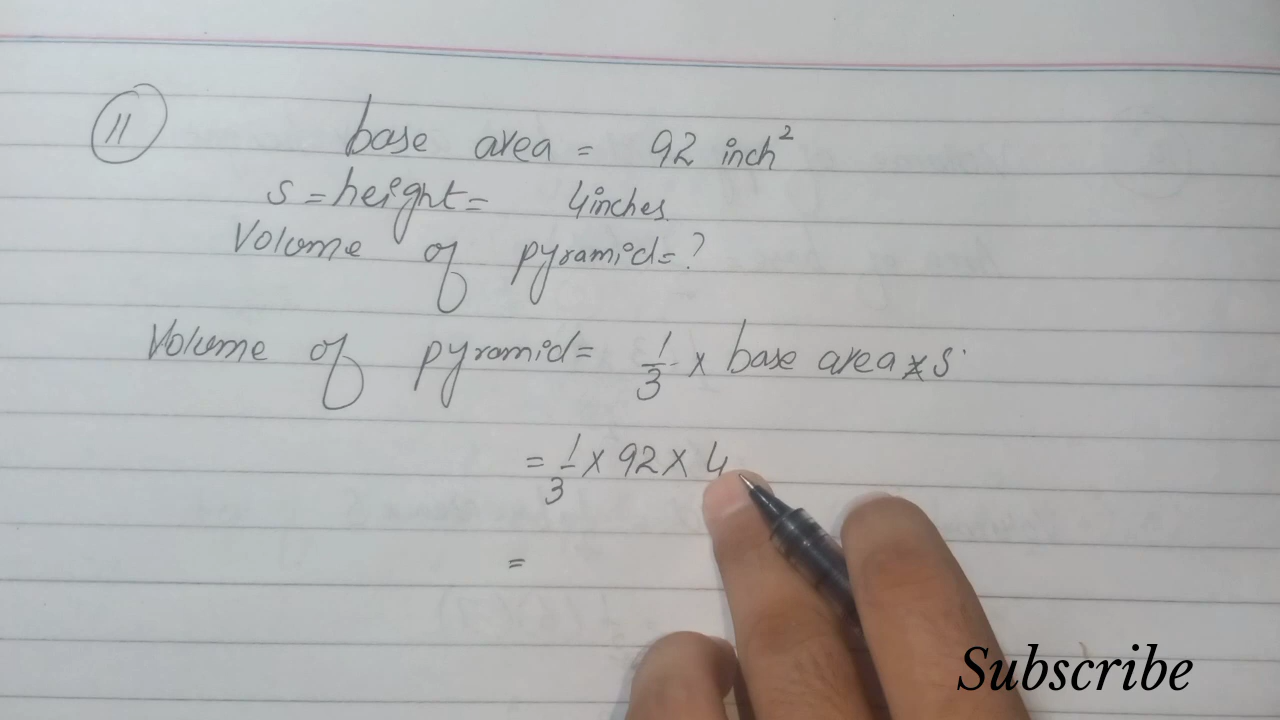 11 base area = 92 inch²
s = height = 4 inches
Volume of pyramid = ?
Volume of pyramid = 1/3 × base area × s
= 1/3 × 92 × 4
=
Subscribe